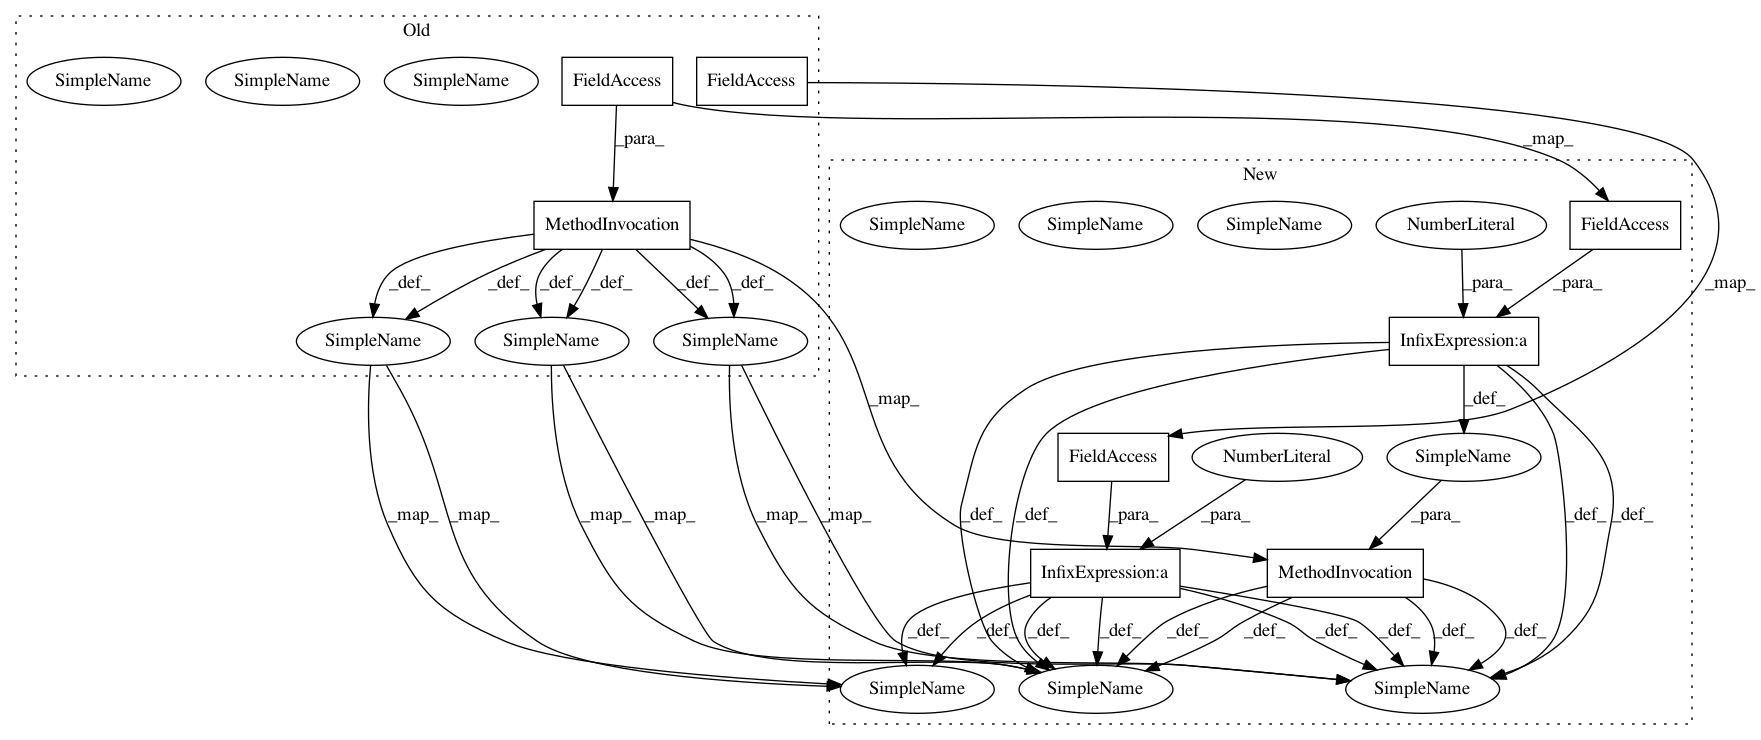 Old
SimpleName SimpleName SimpleName FieldAccess FieldAccess
_para_ _map_
New
SimpleName SimpleName SimpleName NumberLiteral FieldAccess
MethodInvocation
_def_ _def_ _def_ _def_ _def_ _def_ _para_ _para_ _map_
SimpleName SimpleName SimpleName InfixExpression:a
_map_ _def_
FieldAccess NumberLiteral SimpleName
_map_ _map_ _map_ _map_ _map_ _map_ _def_ _def_ _para_ _para_ _para_ _def_ _def_
InfixExpression:a MethodInvocation
_def_ _def_ _def_ _def_ _def_ _def_ _def_ _def_ _def_ _def_
SimpleName SimpleName SimpleName